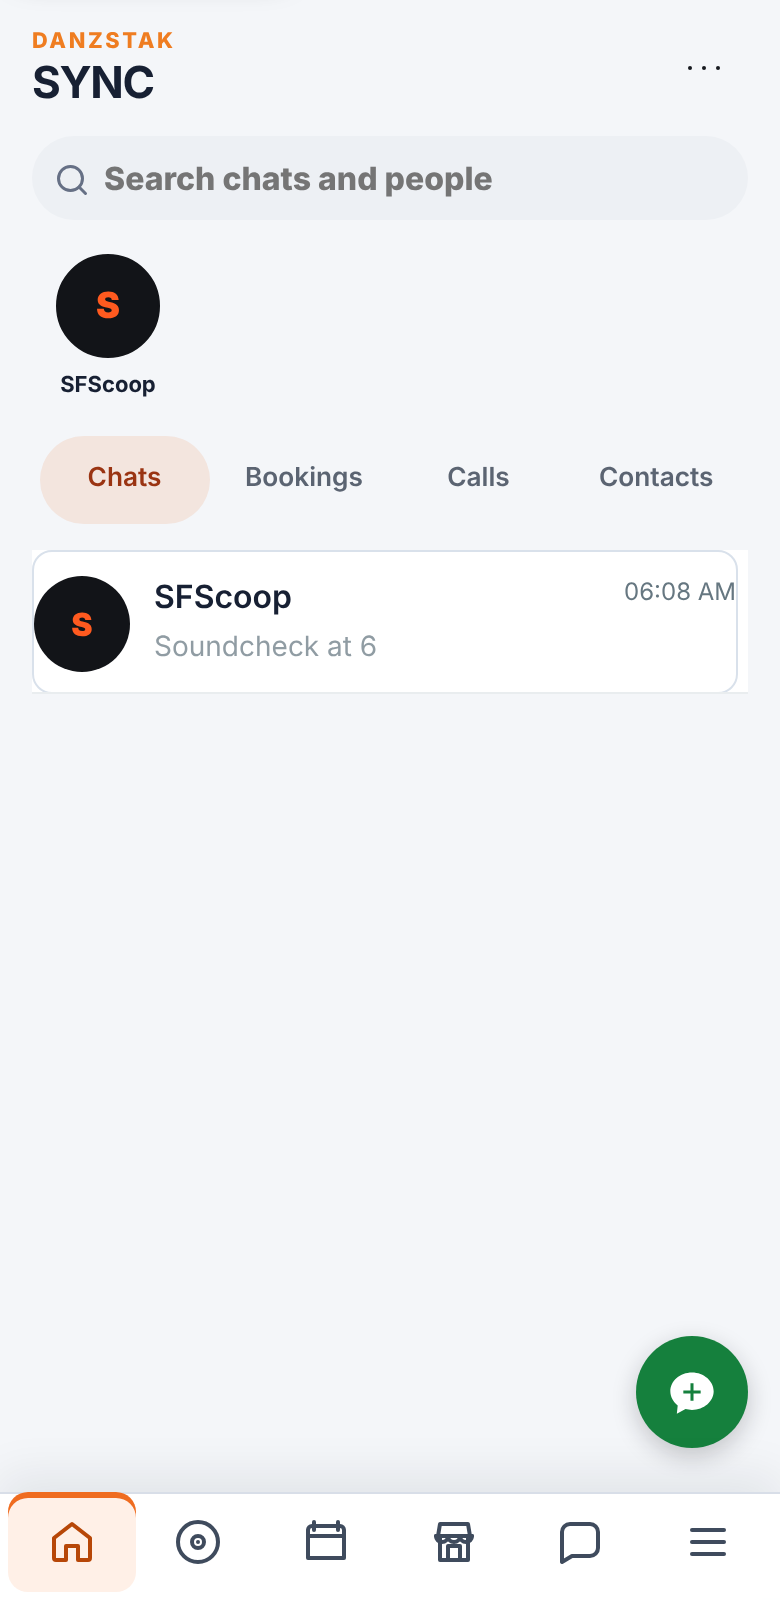 DANZSTAK
SYNC
...
Search chats and people
S
SFScoop
Chats Bookings Calls Contacts
S
SFScoop 06:08 AM
Soundcheck at 6